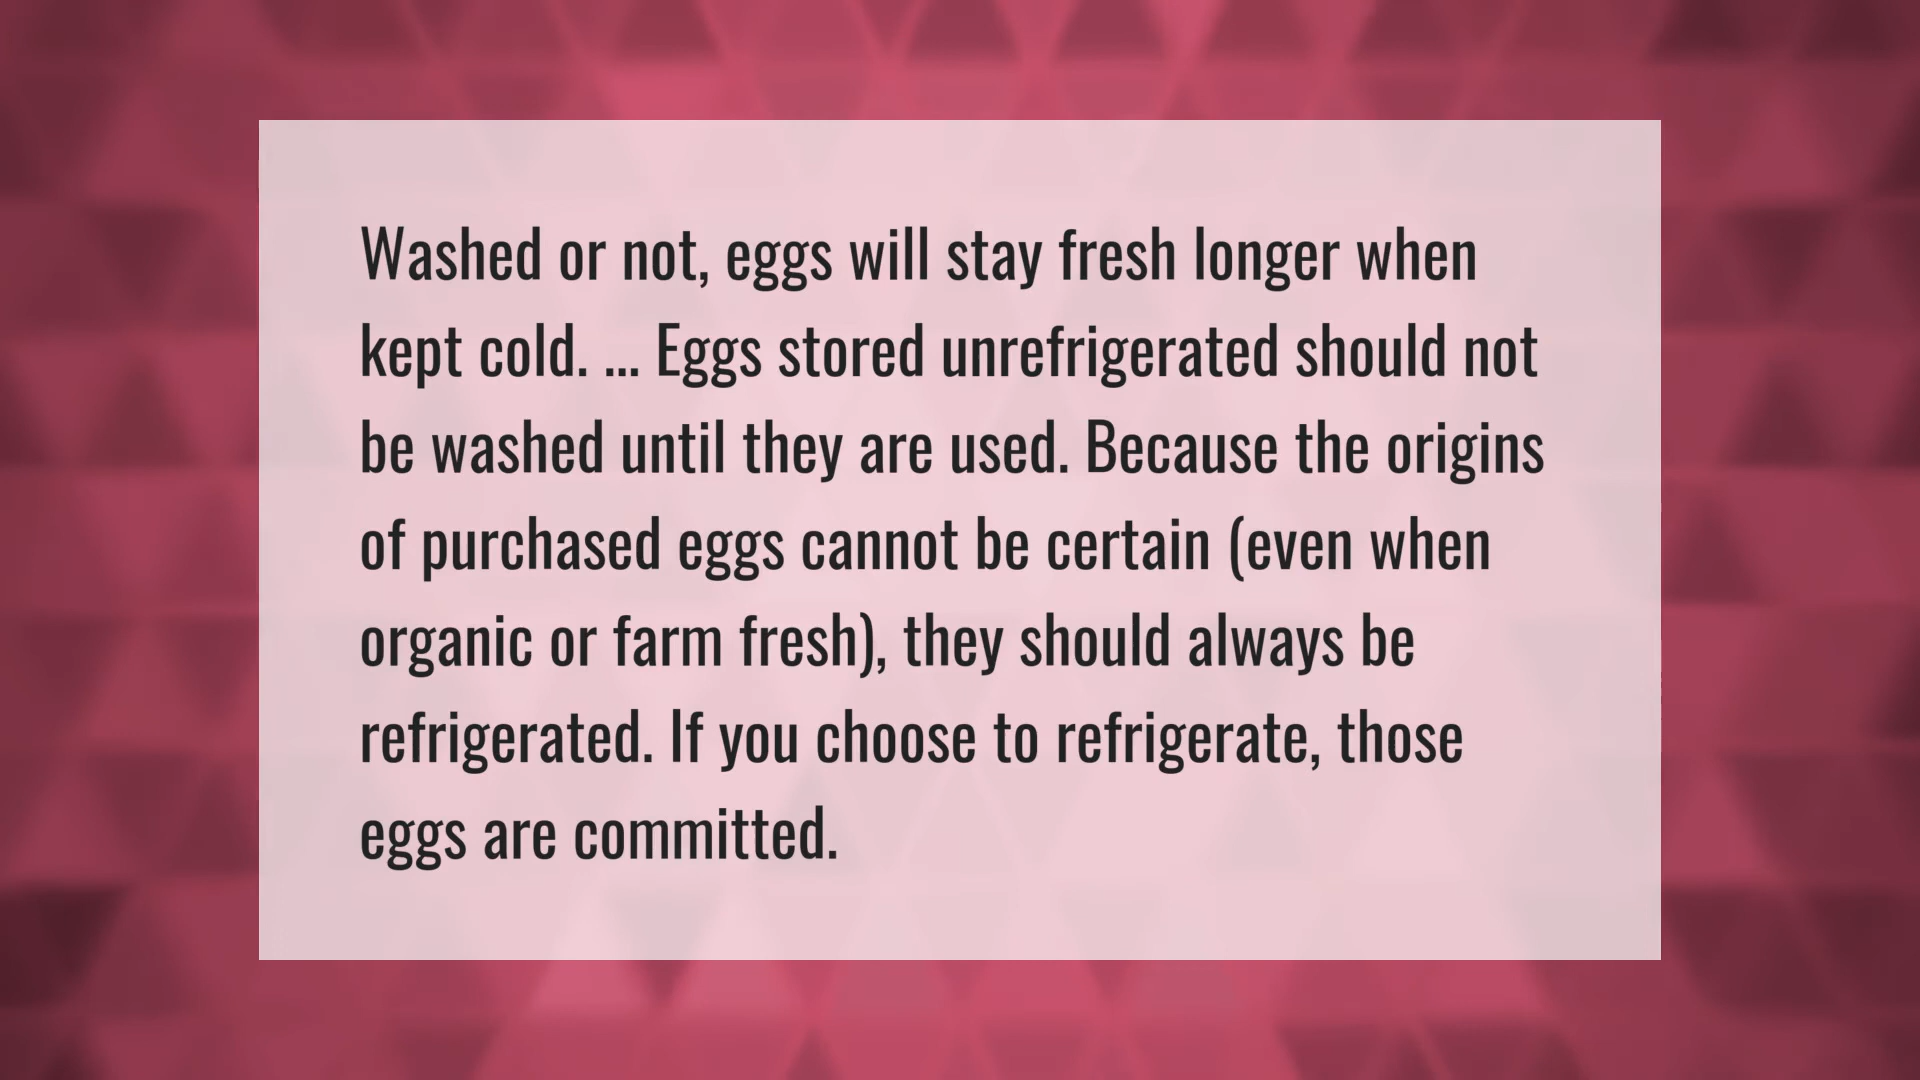 Washed or not, eggs will stay fresh longer when
kept cold. ... Eggs stored unrefrigerated should not
be washed until they are used. Because the origins
of purchased eggs cannot be certain (even when
organic or farm fresh), they should always be
refrigerated. If you choose to refrigerate, those
eggs are committed.